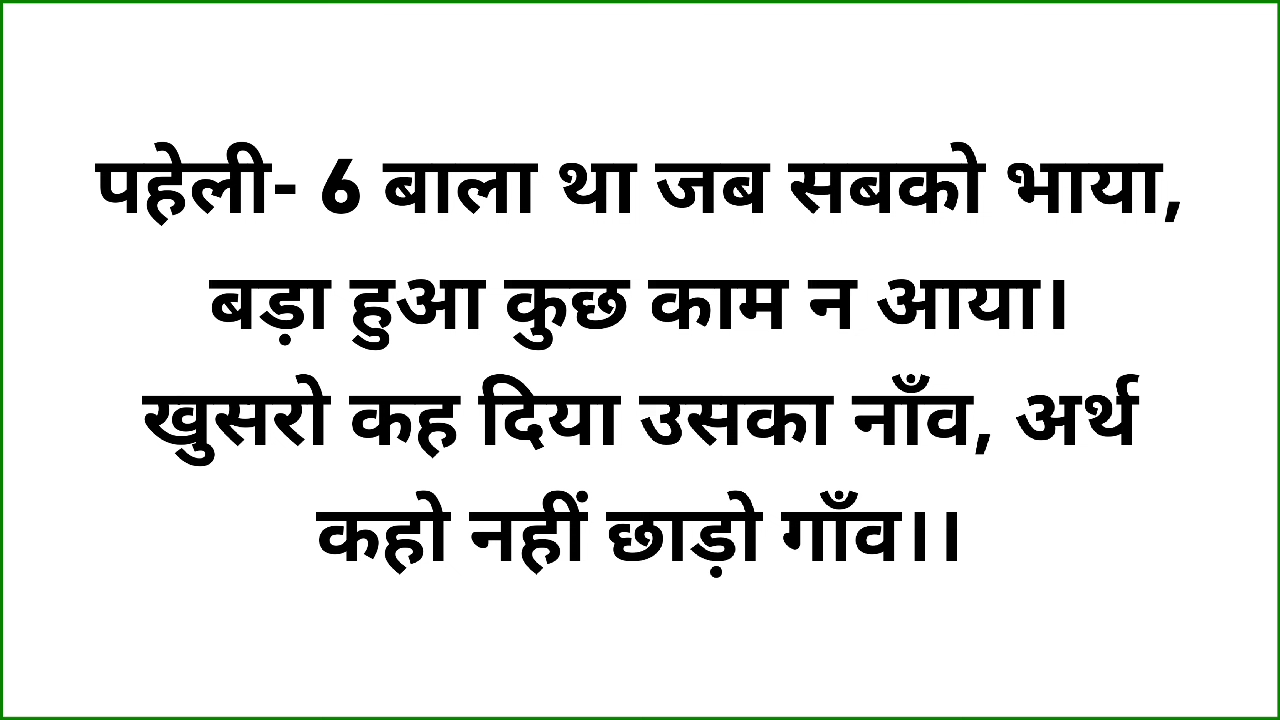 पहेली- 6 बाला था जब सबको भाया,
बड़ा हुआ कुछ काम न आया।
खुसरो कह दिया उसका नाँव, अर्थ
कहो नहीं छाड़ो गाँव।।